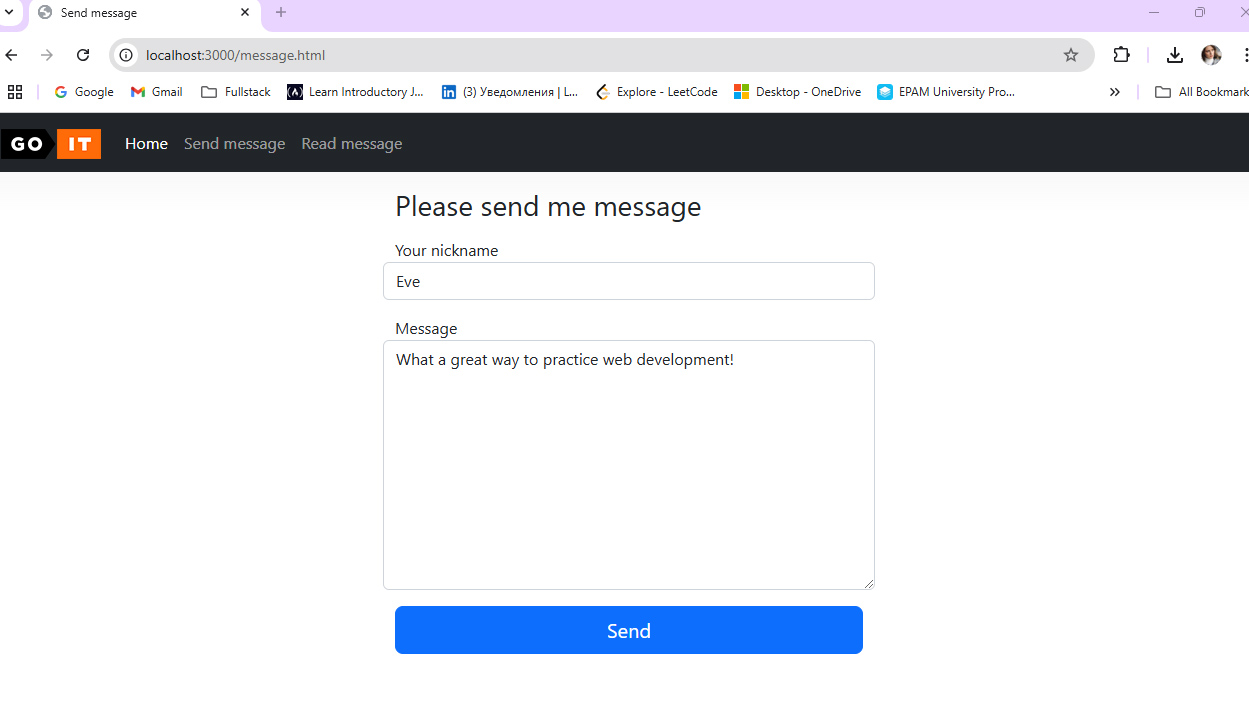 Send message
localhost:3000/message.html
Google Gmail Fullstack Learn Introductory J... (3) Уведомления | L... Explore - LeetCode Desktop - OneDrive EPAM University Pro... All Bookmark
GO IT Home Send message Read message
Please send me message
Your nickname
Eve
Message
What a great way to practice web development!
Send